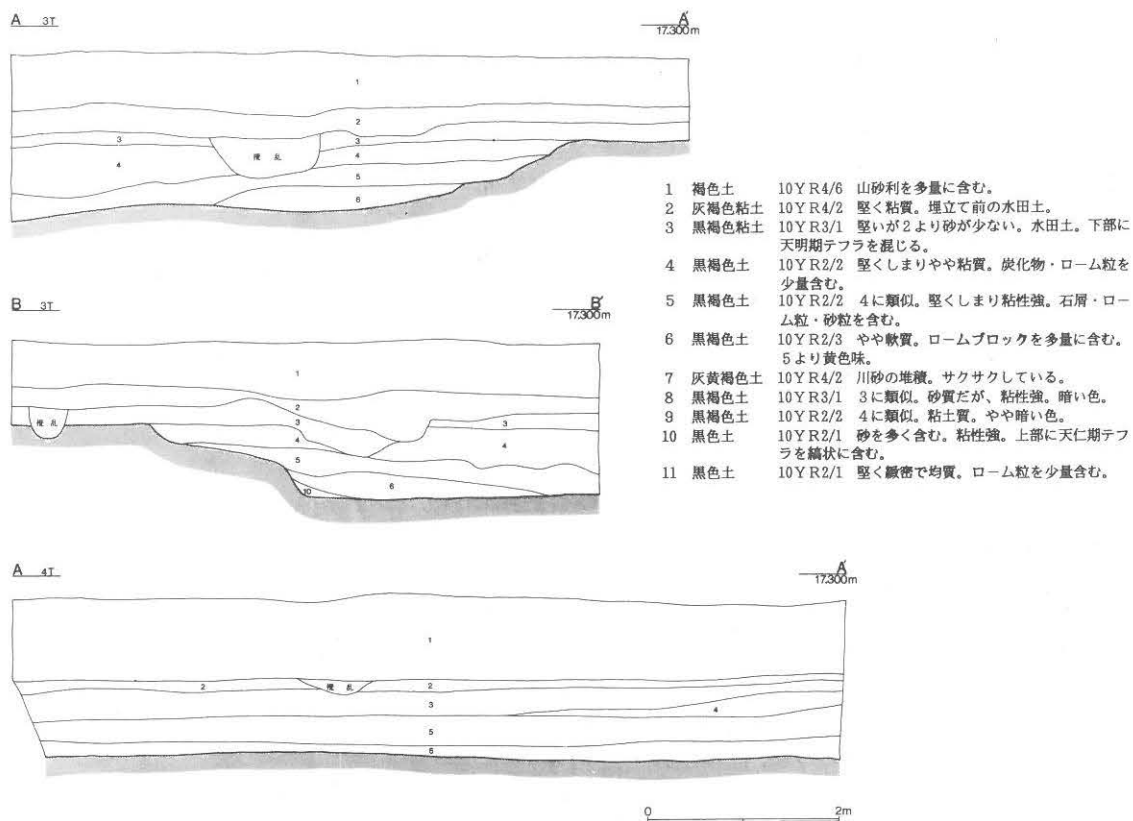 A 3T A′
17.300m
1
2
3 3
攪乱
4 4
5
6
B 3T B′
17.300m
1
2
攪乱
3 3
4 4
5
6
10
A 4T A′
17.300m
1
2 攪乱 2
3
4
5
6
0 2m
1 褐色土 10YR4/6 山砂利を多量に含む。
2 灰褐色粘土 10YR4/2 堅く粘質。埋立て前の水田土。
3 黒褐色粘土 10YR3/1 堅いが2より砂が少ない。水田土。下部に
天明期テフラを混じる。
4 黒褐色土 10YR2/2 堅くしまりやや粘質。炭化物・ローム粒を
少量含む。
5 黒褐色土 10YR2/2 4に類似。堅くしまり粘性強。石屑・ロー
ム粒・砂粒を含む。
6 黒褐色土 10YR2/3 やや軟質。ロームブロックを多量に含む。
5より黄色味。
7 灰黄褐色土 10YR4/2 川砂の堆積。サクサクしている。
8 黒褐色土 10YR3/1 3に類似。砂質だが、粘性強。暗い色。
9 黒褐色土 10YR2/2 4に類似。粘土質。やや暗い色。
10 黒色土 10YR2/1 砂を多く含む。粘性強。上部に天仁期テフ
ラを縞状に含む。
11 黒色土 10YR2/1 堅く緻密で均質。ローム粒を少量含む。